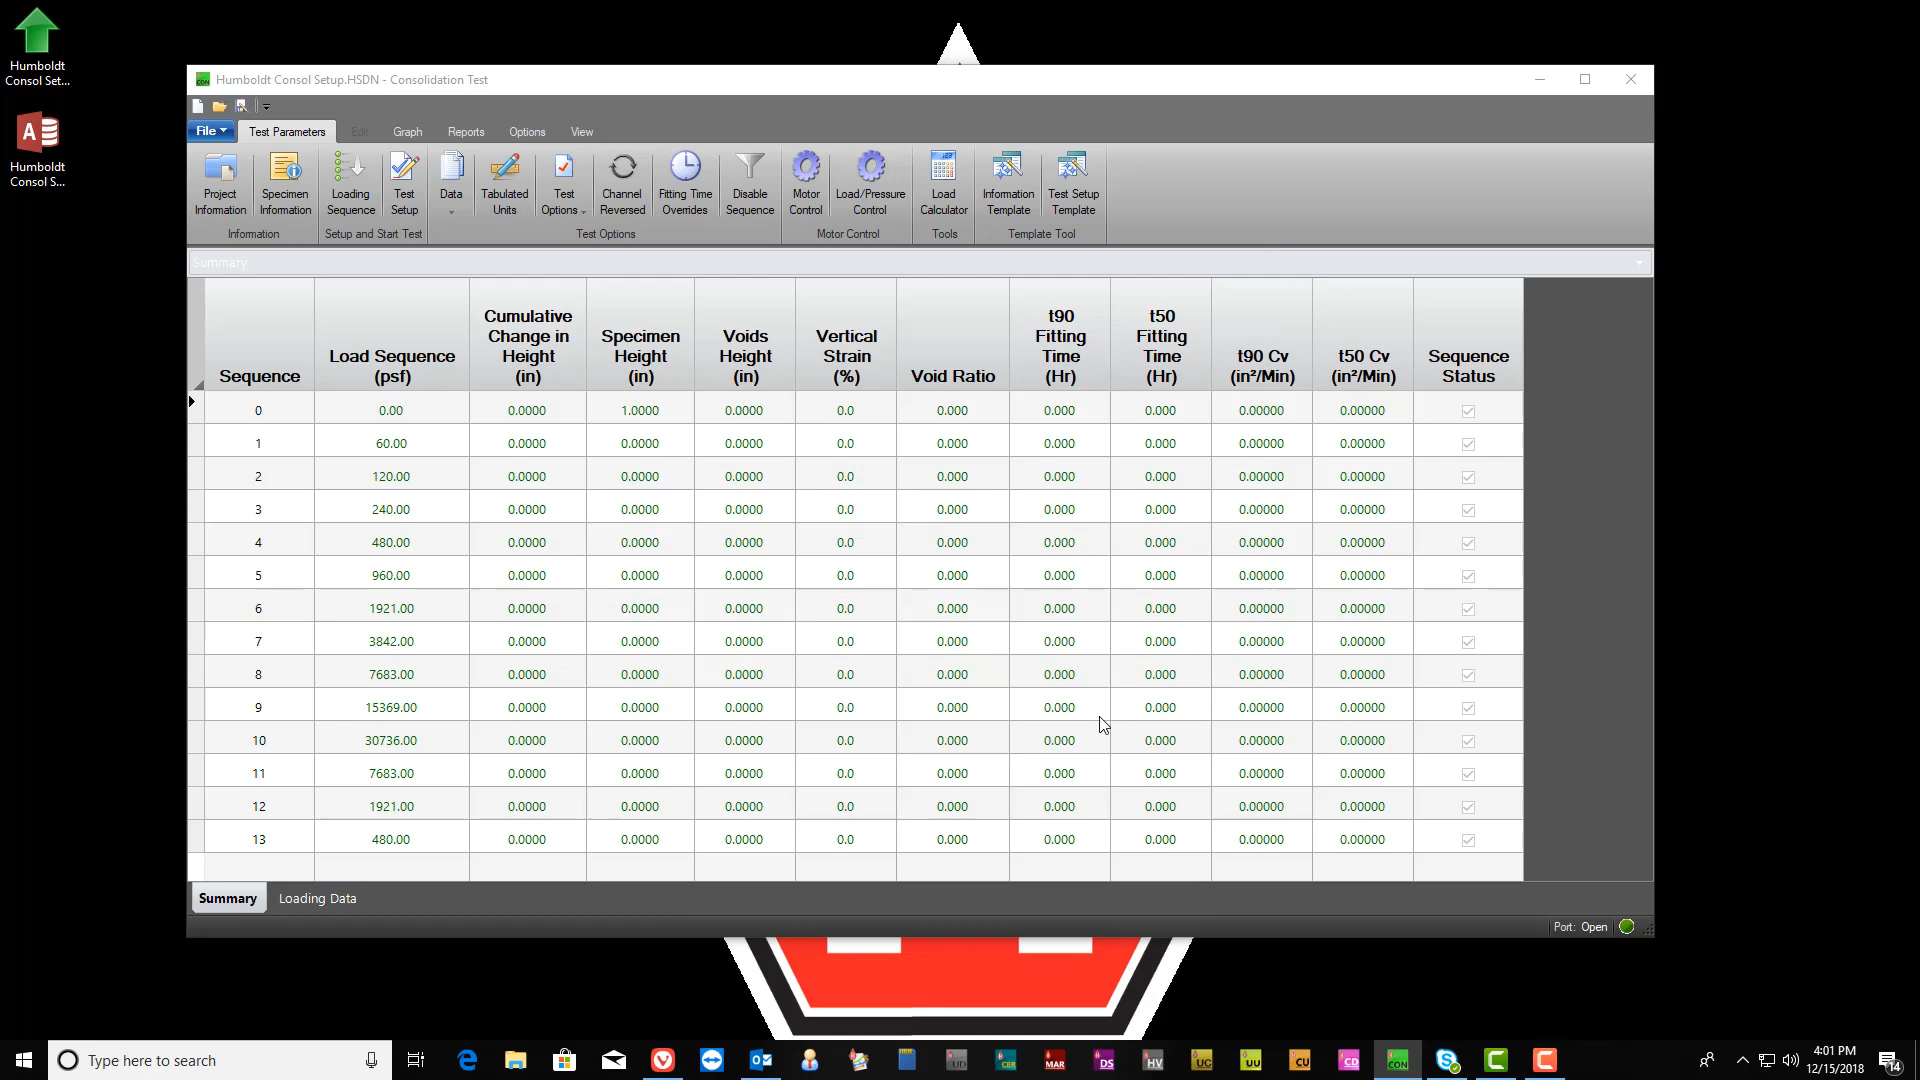 Humboldt
Consol Set...
Humboldt
Consol S...
Humboldt Consol Setup.HSDN - Consolidation Test
File
Test Parameters
Edit
Graph
Reports
Options
View
Project
Information
Specimen
Information
Loading
Sequence
Test
Setup
Data
Tabulated
Units
Test
Options
Channel
Reversed
Fitting Time
Overrides
Disable
Sequence
Motor
Control
Load/Pressure
Control
Load
Calculator
Information
Template
Test Setup
Template
Information
Setup and Start Test
Test Options
Motor Control
Tools
Template Tool
Summary
Sequence
Load Sequence
(psf)
Cumulative
Change in
Height
(in)
Specimen
Height
(in)
Voids
Height
(in)
Vertical
Strain
(%)
Void Ratio
t90
Fitting
Time
(Hr)
t50
Fitting
Time
(Hr)
t90 Cv
(in²/Min)
t50 Cv
(in²/Min)
Sequence
Status
0 0.00 0.0000 1.0000 0.0000 0.0 0.000 0.000 0.000 0.00000 0.00000
1 60.00 0.0000 0.0000 0.0000 0.0 0.000 0.000 0.000 0.00000 0.00000
2 120.00 0.0000 0.0000 0.0000 0.0 0.000 0.000 0.000 0.00000 0.00000
3 240.00 0.0000 0.0000 0.0000 0.0 0.000 0.000 0.000 0.00000 0.00000
4 480.00 0.0000 0.0000 0.0000 0.0 0.000 0.000 0.000 0.00000 0.00000
5 960.00 0.0000 0.0000 0.0000 0.0 0.000 0.000 0.000 0.00000 0.00000
6 1921.00 0.0000 0.0000 0.0000 0.0 0.000 0.000 0.000 0.00000 0.00000
7 3842.00 0.0000 0.0000 0.0000 0.0 0.000 0.000 0.000 0.00000 0.00000
8 7683.00 0.0000 0.0000 0.0000 0.0 0.000 0.000 0.000 0.00000 0.00000
9 15369.00 0.0000 0.0000 0.0000 0.0 0.000 0.000 0.000 0.00000 0.00000
10 30736.00 0.0000 0.0000 0.0000 0.0 0.000 0.000 0.000 0.00000 0.00000
11 7683.00 0.0000 0.0000 0.0000 0.0 0.000 0.000 0.000 0.00000 0.00000
12 1921.00 0.0000 0.0000 0.0000 0.0 0.000 0.000 0.000 0.00000 0.00000
13 480.00 0.0000 0.0000 0.0000 0.0 0.000 0.000 0.000 0.00000 0.00000
Summary
Loading Data
Port: Open
Type here to search
UD
CBR
MAR
DS
HV
UC
UU
CU
CD
CON
4:01 PM
12/15/2018
14